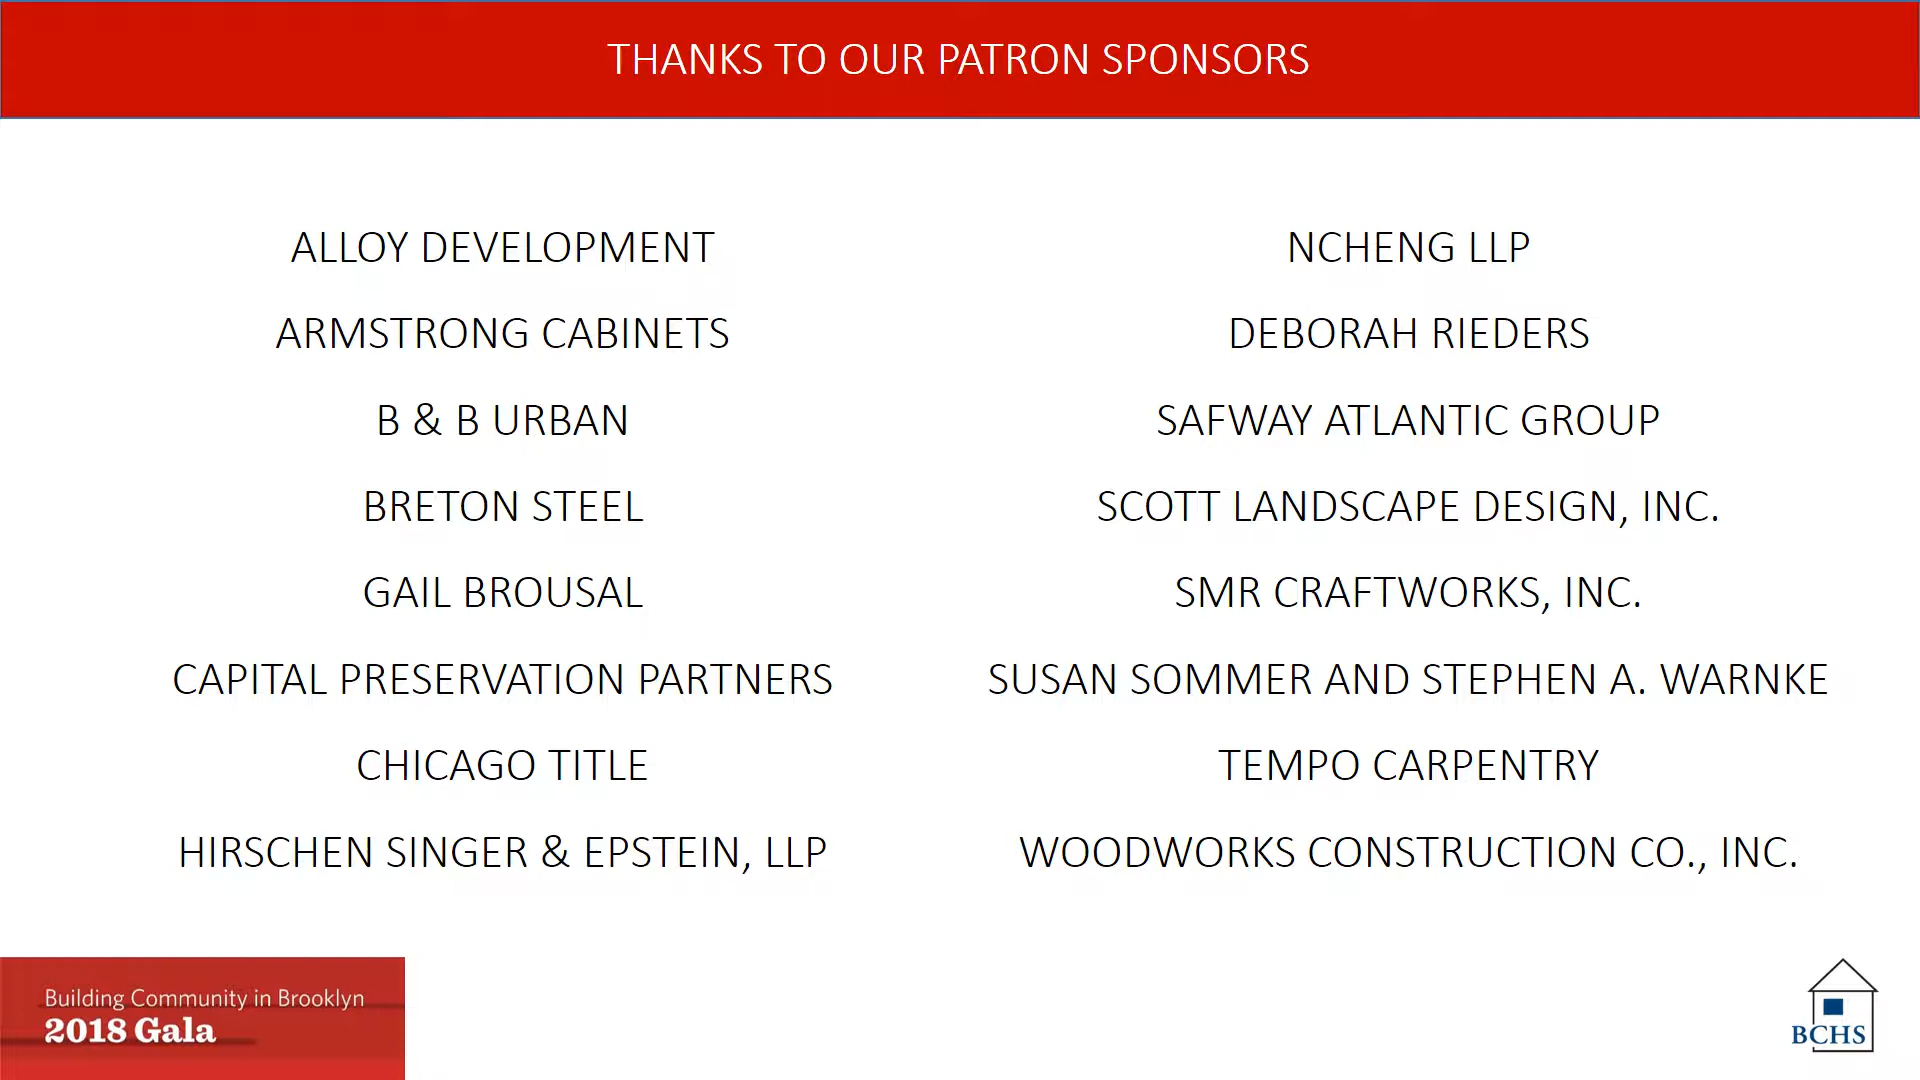 THANKS TO OUR PATRON SPONSORS
ALLOY DEVELOPMENT
ARMSTRONG CABINETS
B & B URBAN
BRETON STEEL
GAIL BROUSAL
CAPITAL PRESERVATION PARTNERS
CHICAGO TITLE
HIRSCHEN SINGER & EPSTEIN, LLP
NCHENG LLP
DEBORAH RIEDERS
SAFWAY ATLANTIC GROUP
SCOTT LANDSCAPE DESIGN, INC.
SMR CRAFTWORKS, INC.
SUSAN SOMMER AND STEPHEN A. WARNKE
TEMPO CARPENTRY
WOODWORKS CONSTRUCTION CO., INC.
Building Community in Brooklyn
2018 Gala
BCHS